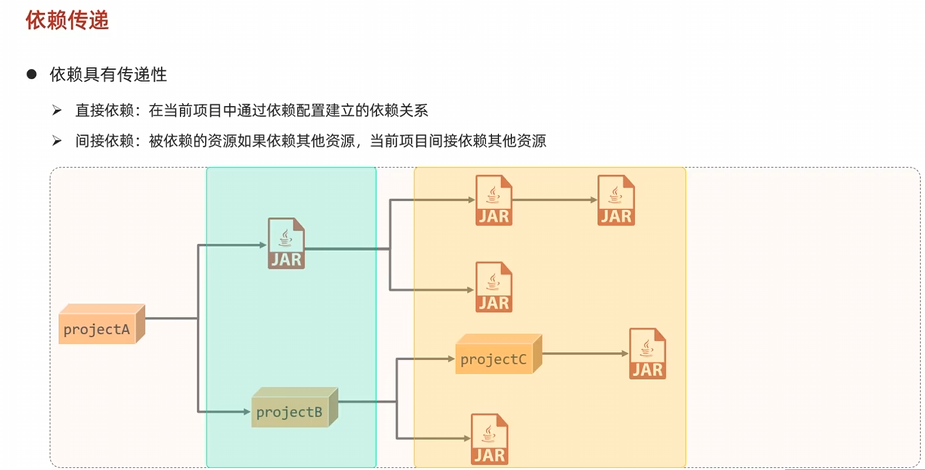 依赖传递
● 依赖具有传递性
➢ 直接依赖：在当前项目中通过依赖配置建立的依赖关系
➢ 间接依赖：被依赖的资源如果依赖其他资源，当前项目间接依赖其他资源
JAR
JAR
JAR
JAR
projectA
projectC
JAR
projectB
JAR